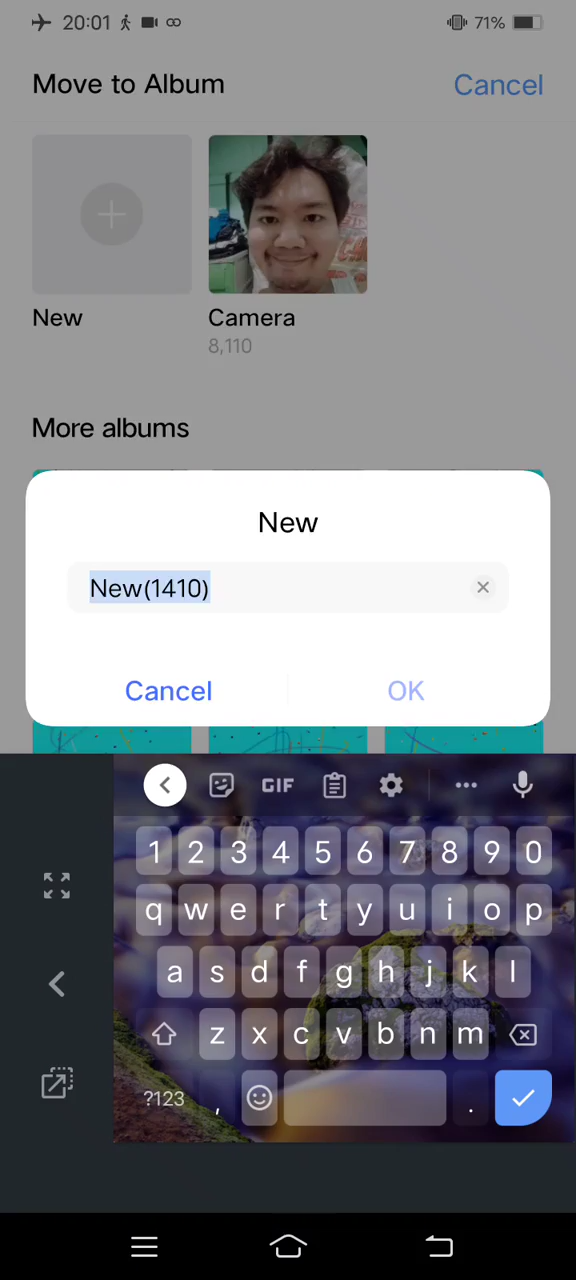 20:01 71%
Move to Album Cancel
New Camera
8,110
More albums
New
New(1410)
Cancel OK
GIF
1 2 3 4 5 6 7 8 9 0
q w e r t y u i o p
a s d f g h j k l
z x c v b n m
?123 , .